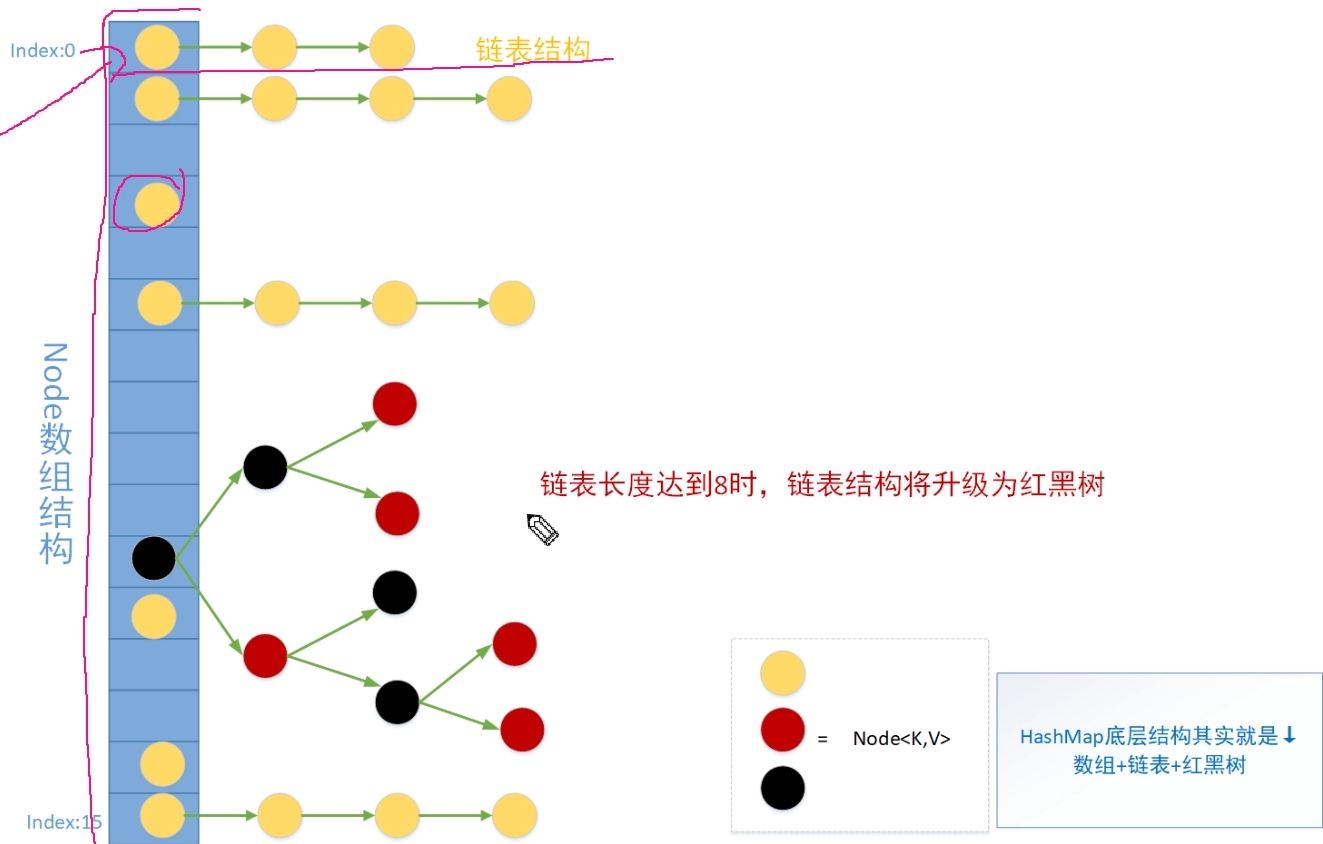 Index:0
链表结构
Node数组结构
链表长度达到8时，链表结构将升级为红黑树
= Node<K,V>
HashMap底层结构其实就是↓
数组+链表+红黑树
Index:15